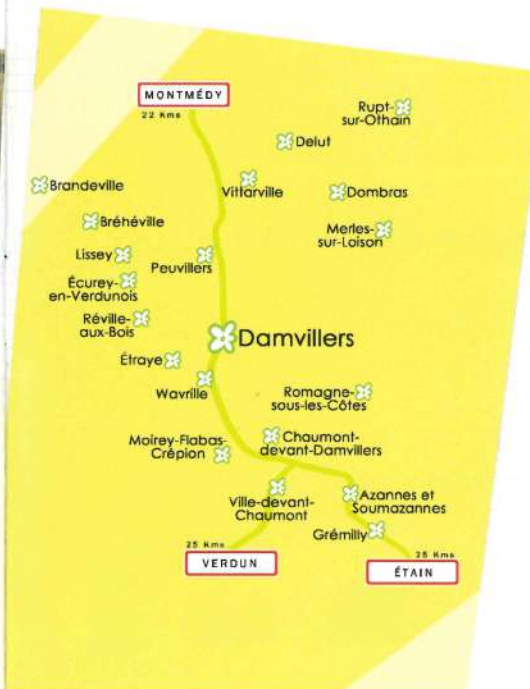 MONTMÉDY
22 Kms
Rupt-
sur-Othain
Delut
Brandeville
Vittarville
Dombras
Bréhéville
Merles-
sur-Loison
Lissey
Peuvillers
Écurey-
en-Verdunois
Réville-
aux-Bois
Damvillers
Étraye
Wavrille
Romagne-
sous-les-Côtes
Moirey-Flabas-
Crépion
Chaumont-
devant-Damvillers
Ville-devant-
Chaumont
Azannes et
Soumazannes
Grémilly
25 Kms
VERDUN
25 Kms
ÉTAIN